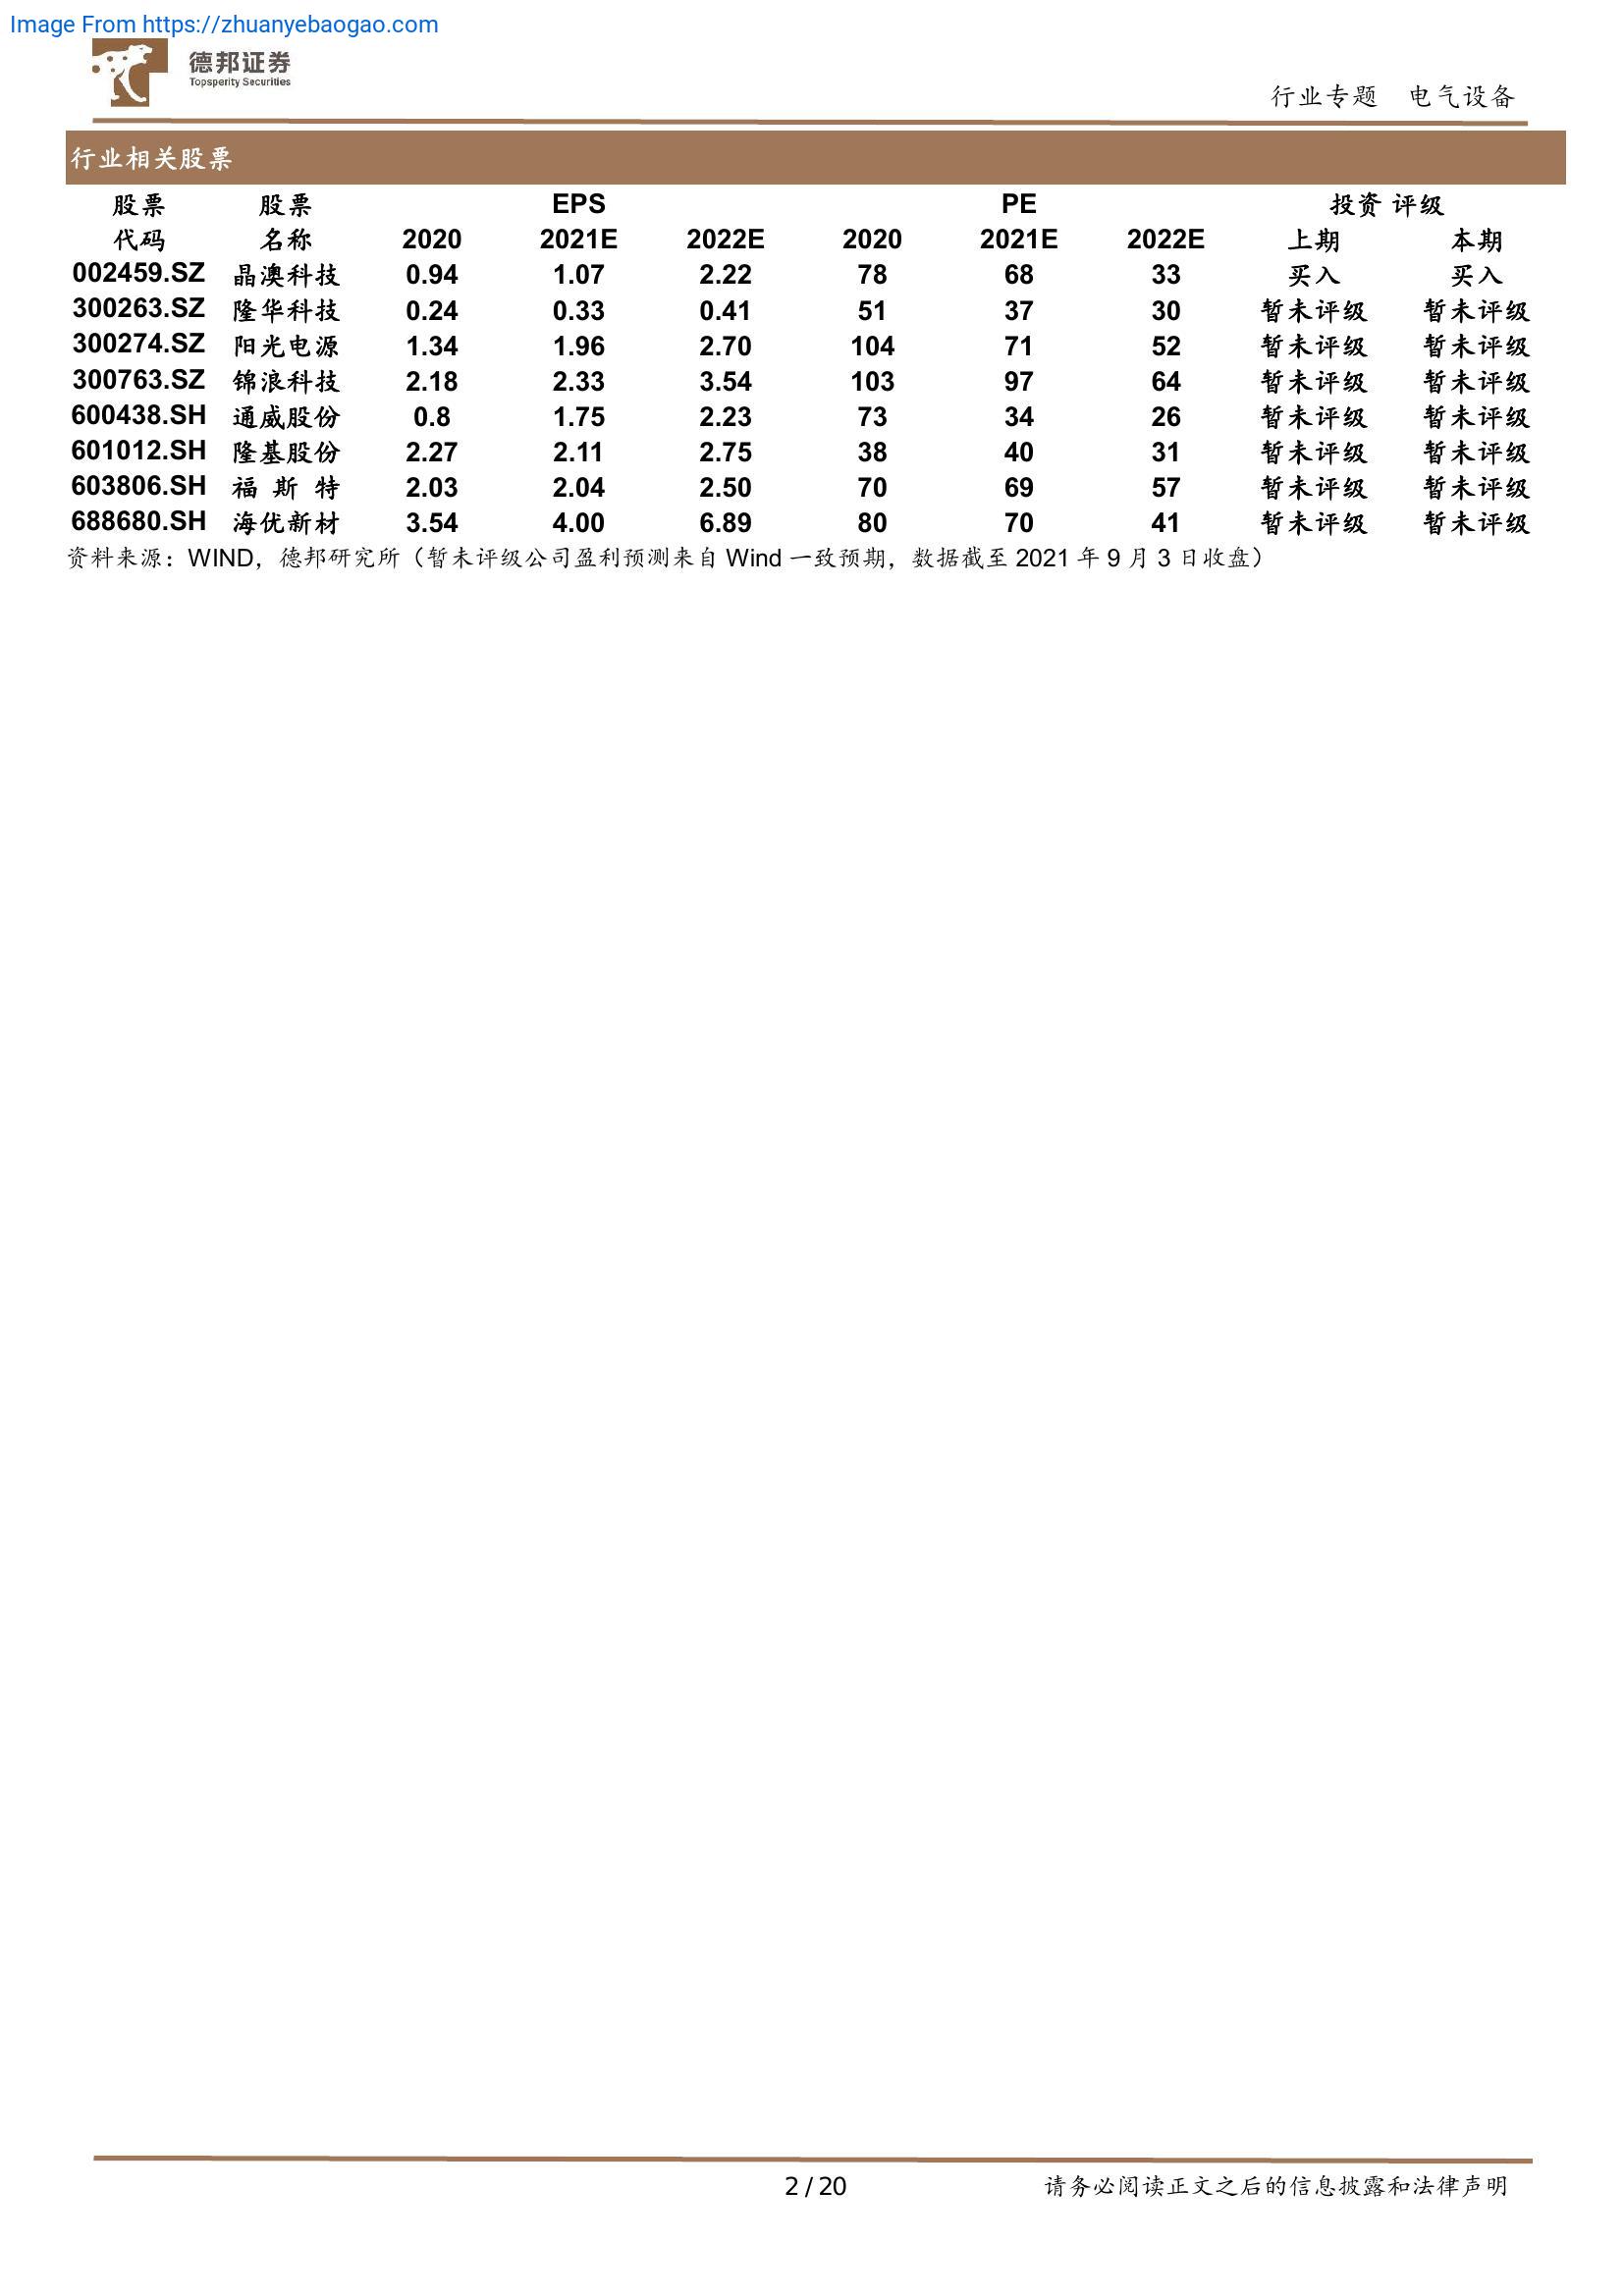 Image From https://zhuanyebaogao.com
德邦证券
Topsperity Securities
行业专题 电气设备
行业相关股票
股票 股票 EPS PE 投资 评级
代码 名称 2020 2021E 2022E 2020 2021E 2022E 上期 本期
002459.SZ 晶澳科技 0.94 1.07 2.22 78 68 33 买入 买入
300263.SZ 隆华科技 0.24 0.33 0.41 51 37 30 暂未评级 暂未评级
300274.SZ 阳光电源 1.34 1.96 2.70 104 71 52 暂未评级 暂未评级
300763.SZ 锦浪科技 2.18 2.33 3.54 103 97 64 暂未评级 暂未评级
600438.SH 通威股份 0.8 1.75 2.23 73 34 26 暂未评级 暂未评级
601012.SH 隆基股份 2.27 2.11 2.75 38 40 31 暂未评级 暂未评级
603806.SH 福 斯 特 2.03 2.04 2.50 70 69 57 暂未评级 暂未评级
688680.SH 海优新材 3.54 4.00 6.89 80 70 41 暂未评级 暂未评级
资料来源：WIND，德邦研究所（暂未评级公司盈利预测来自 Wind 一致预期，数据截至 2021 年 9 月 3 日收盘）
2 / 20 请务必阅读正文之后的信息披露和法律声明